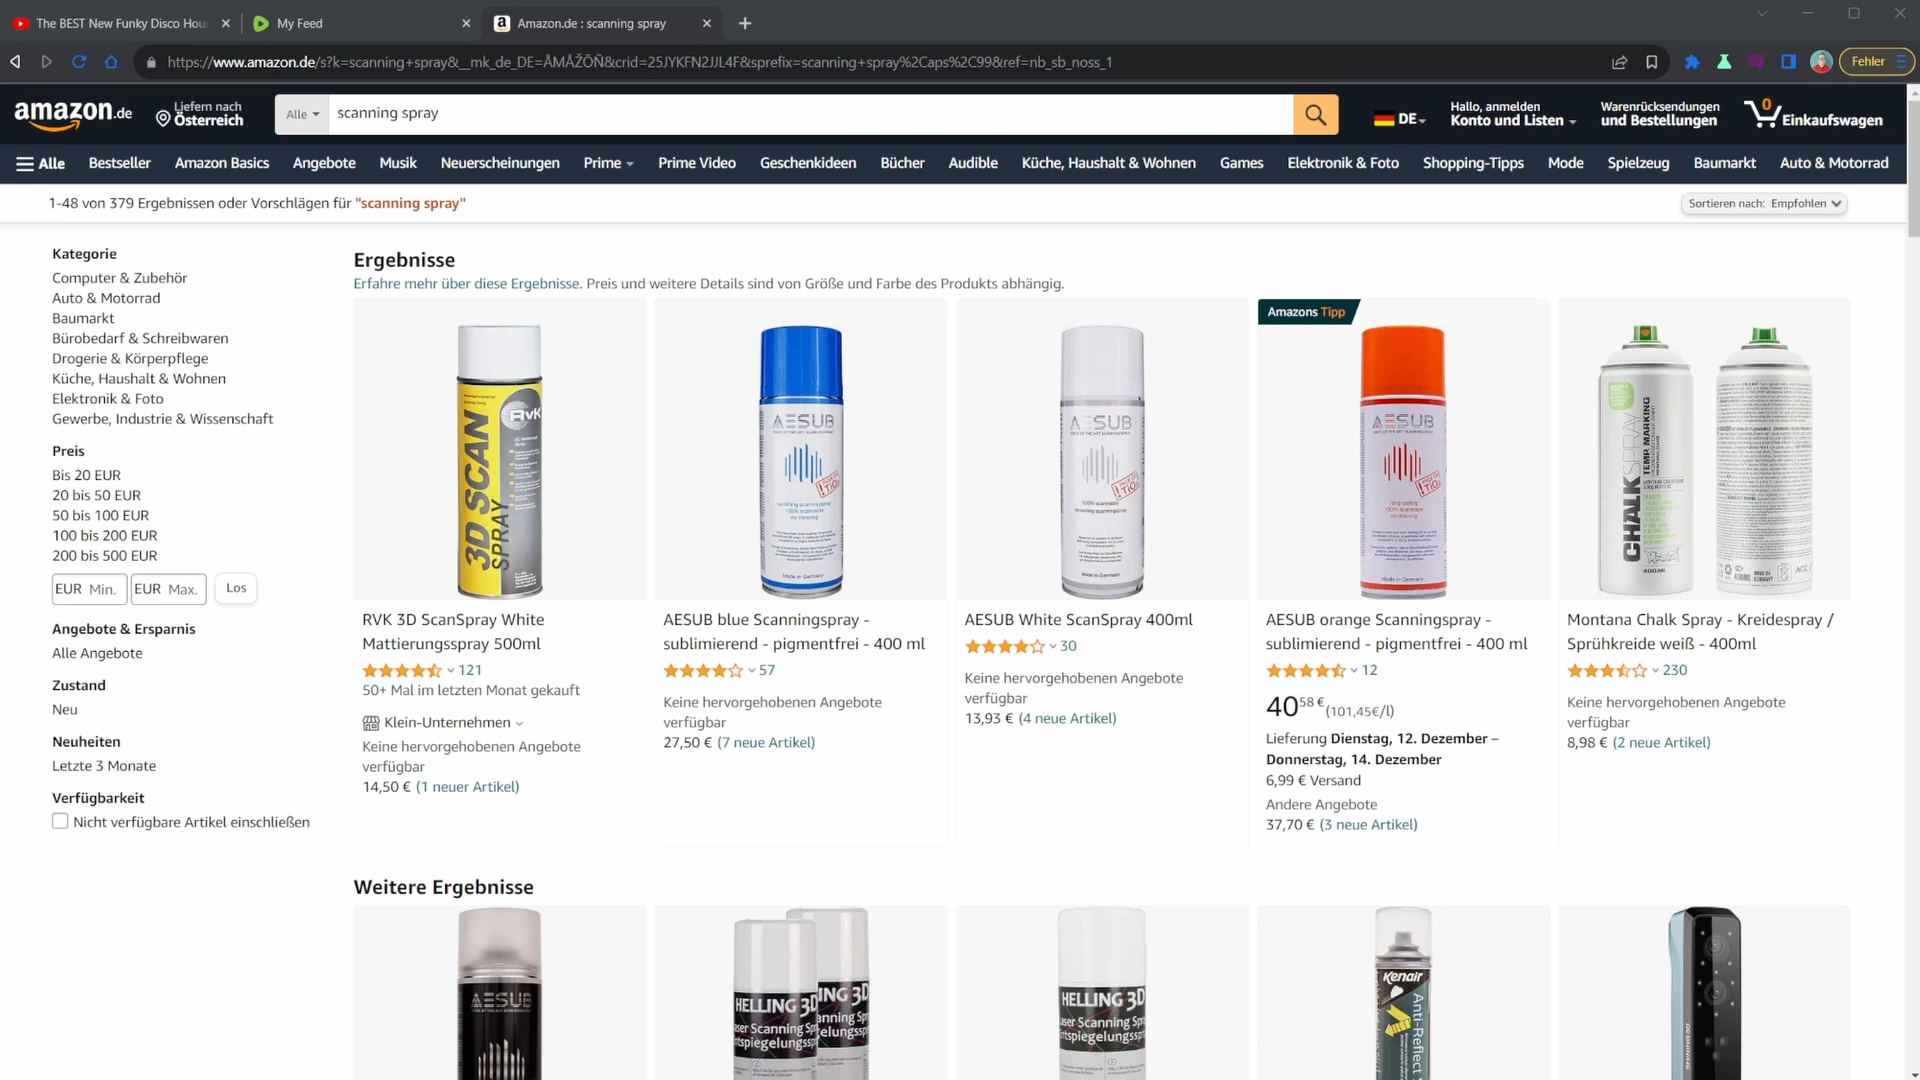 The BEST New Funky Disco Hou
My Feed
Amazon.de : scanning spray
https://www.amazon.de/s?k=scanning+spray&__mk_de_DE=ÅMÅŽÕÑ&crid=25JYKFN2JJL4F&sprefix=scanning+spray%2Caps%2C99&ref=nb_sb_noss_1
Fehler
amazon.de
Liefern nach
Österreich
Alle
scanning spray
DE
Hallo, anmelden
Konto und Listen
Warenrücksendungen
und Bestellungen
0
Einkaufswagen
Alle
Bestseller
Amazon Basics
Angebote
Musik
Neuerscheinungen
Prime
Prime Video
Geschenkideen
Bücher
Audible
Küche, Haushalt & Wohnen
Games
Elektronik & Foto
Shopping-Tipps
Mode
Spielzeug
Baumarkt
Auto & Motorrad
1-48 von 379 Ergebnissen oder Vorschlägen für "scanning spray"
Sortieren nach: Empfohlen
Kategorie
Computer & Zubehör
Auto & Motorrad
Baumarkt
Bürobedarf & Schreibwaren
Drogerie & Körperpflege
Küche, Haushalt & Wohnen
Elektronik & Foto
Gewerbe, Industrie & Wissenschaft
Preis
Bis 20 EUR
20 bis 50 EUR
50 bis 100 EUR
100 bis 200 EUR
200 bis 500 EUR
EUR Min.
EUR Max.
Los
Angebote & Ersparnis
Alle Angebote
Zustand
Neu
Neuheiten
Letzte 3 Monate
Verfügbarkeit
Nicht verfügbare Artikel einschließen
Ergebnisse
Erfahre mehr über diese Ergebnisse. Preis und weitere Details sind von Größe und Farbe des Produkts abhängig.
RvK
3D SCAN
SPRAY
RVK 3D ScanSpray White
Mattierungsspray 500ml
121
50+ Mal im letzten Monat gekauft
Klein-Unternehmen
Keine hervorgehobenen Angebote
verfügbar
14,50 € (1 neuer Artikel)
AESUB
Made in Germany
AESUB blue Scanningspray -
sublimierend - pigmentfrei - 400 ml
57
Keine hervorgehobenen Angebote
verfügbar
27,50 € (7 neue Artikel)
AESUB
Made in Germany
AESUB White ScanSpray 400ml
30
Keine hervorgehobenen Angebote
verfügbar
13,93 € (4 neue Artikel)
Amazons Tipp
AESUB
Made in Germany
AESUB orange Scanningspray -
sublimierend - pigmentfrei - 400 ml
12
40 58 € (101,45€/l)
Lieferung Dienstag, 12. Dezember –
Donnerstag, 14. Dezember
6,99 € Versand
Andere Angebote
37,70 € (3 neue Artikel)
CHALKSPRAY
TEMP. MARKING
400 ML
Montana Chalk Spray - Kreidespray /
Sprühkreide weiß - 400ml
230
Keine hervorgehobenen Angebote
verfügbar
8,98 € (2 neue Artikel)
Weitere Ergebnisse
AESUB
HELLING 3D
HELLING 3D
Kenair
Anti-Reflect